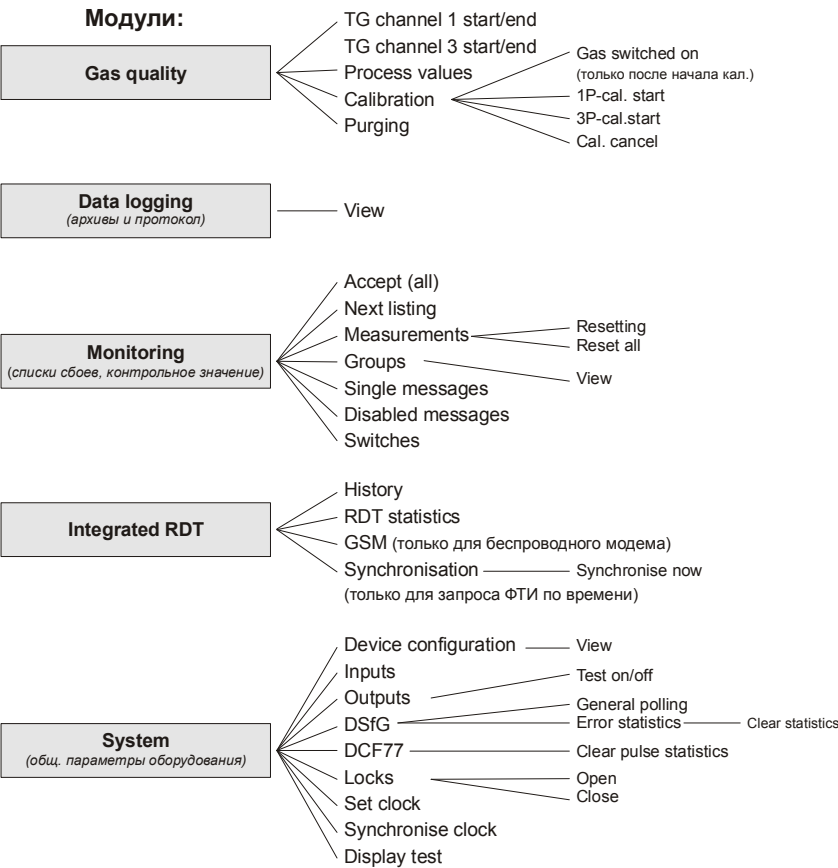 Модули:
Gas quality
TG channel 1 start/end
TG channel 3 start/end
Process values
Calibration
Purging
Gas switched on
(только после начала кал.)
1P-cal. start
3P-cal.start
Cal. cancel
Data logging
(архивы и протокол)
View
Monitoring
(списки сбоев, контрольное значение)
Accept (all)
Next listing
Measurements
Groups
Single messages
Disabled messages
Switches
Resetting
Reset all
View
Integrated RDT
History
RDT statistics
GSM (только для беспроводного модема)
Synchronisation
(только для запроса ФТИ по времени)
Synchronise now
System
(общ. параметры оборудования)
Device configuration
Inputs
Outputs
DSfG
DCF77
Locks
Set clock
Synchronise clock
Display test
View
Test on/off
General polling
Error statistics
Clear statistics
Clear pulse statistics
Open
Close